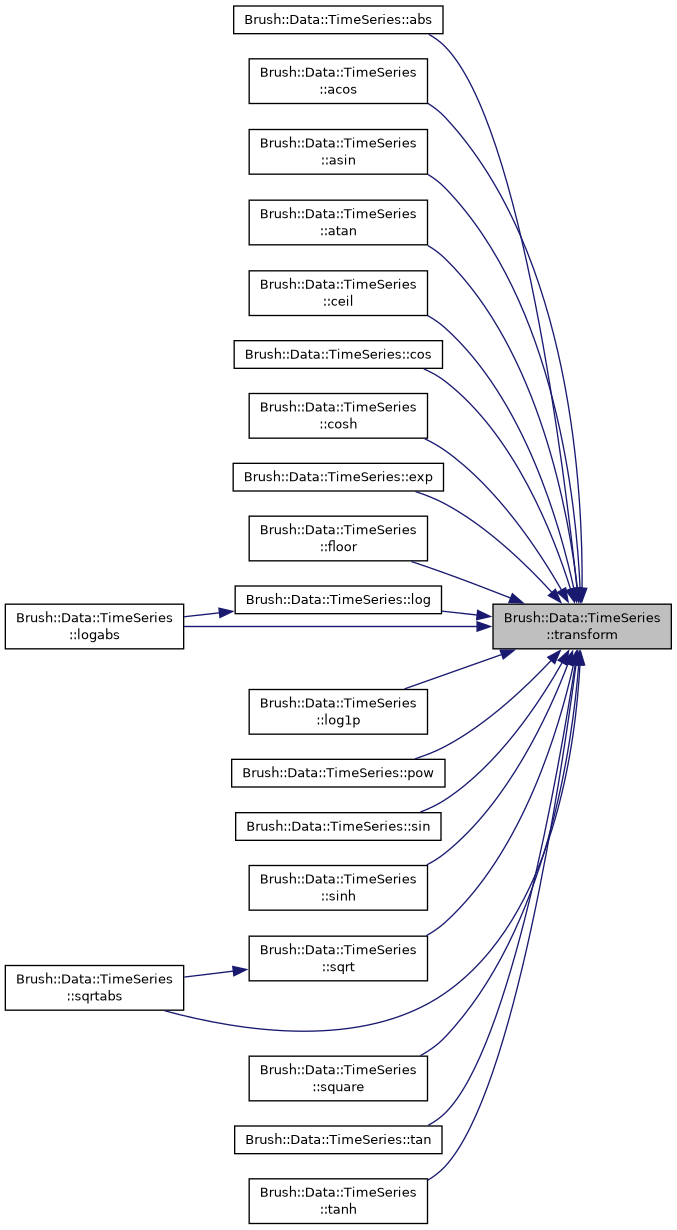 Brush::Data::TimeSeries::abs
Brush::Data::TimeSeries
::acos
Brush::Data::TimeSeries
::asin
Brush::Data::TimeSeries
::atan
Brush::Data::TimeSeries
::ceil
Brush::Data::TimeSeries::cos
Brush::Data::TimeSeries
::cosh
Brush::Data::TimeSeries::exp
Brush::Data::TimeSeries
::floor
Brush::Data::TimeSeries::log
Brush::Data::TimeSeries
::logabs
Brush::Data::TimeSeries
::transform
Brush::Data::TimeSeries
::log1p
Brush::Data::TimeSeries::pow
Brush::Data::TimeSeries::sin
Brush::Data::TimeSeries
::sinh
Brush::Data::TimeSeries
::sqrt
Brush::Data::TimeSeries
::sqrtabs
Brush::Data::TimeSeries
::square
Brush::Data::TimeSeries::tan
Brush::Data::TimeSeries
::tanh